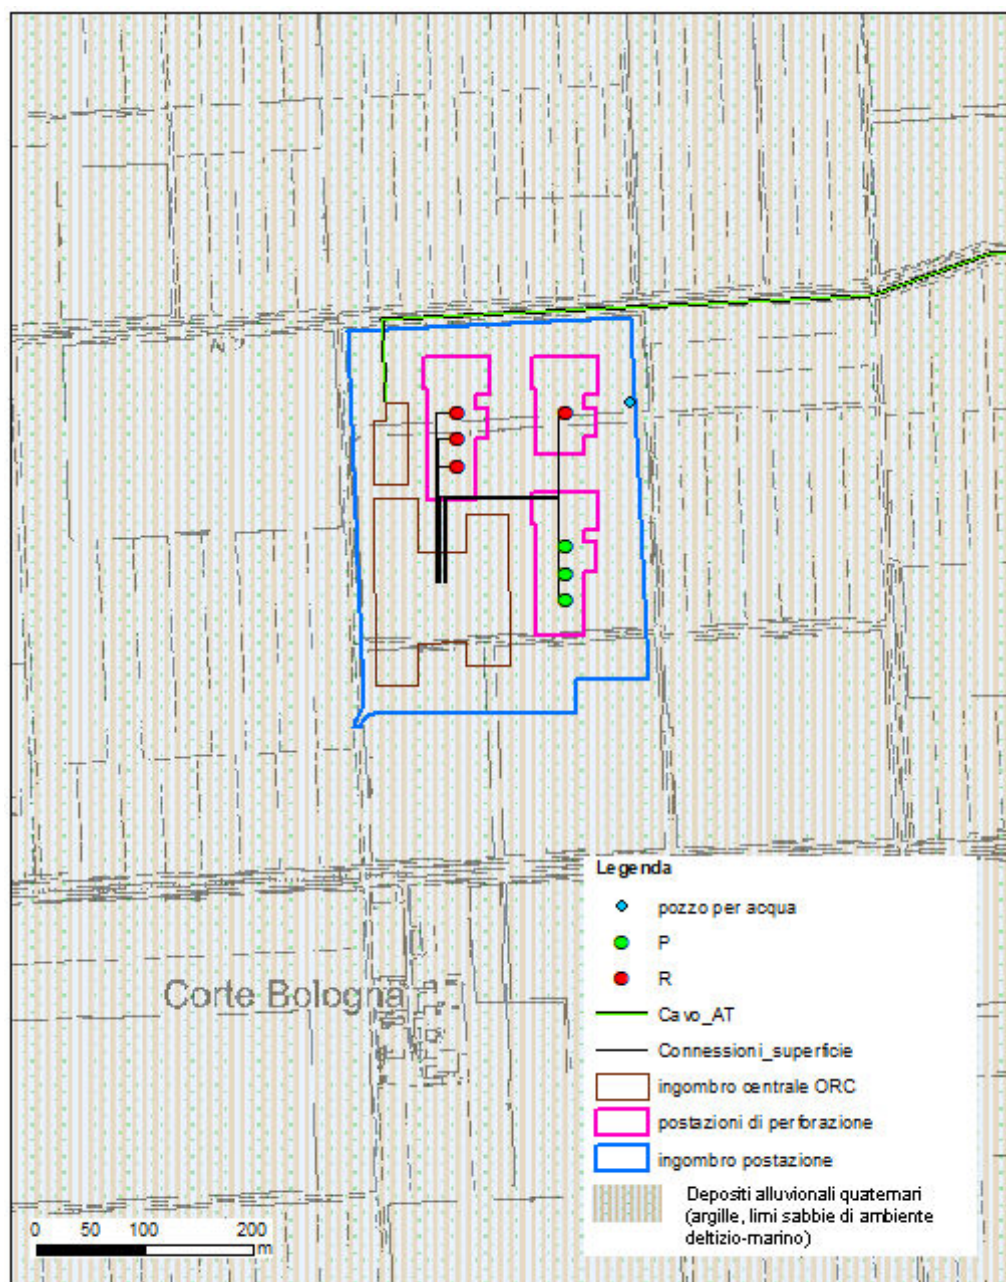 Corte Bologna
Legenda
pozzo per acqua
P
R
Cavo_AT
Connessioni_superficie
ingombro centrale ORC
postazioni di perforazione
ingombro postazione
Depositi alluvionali quaternari
(argille, limi sabbie di ambiente
deltizio-marino)
0 50 100 200
m